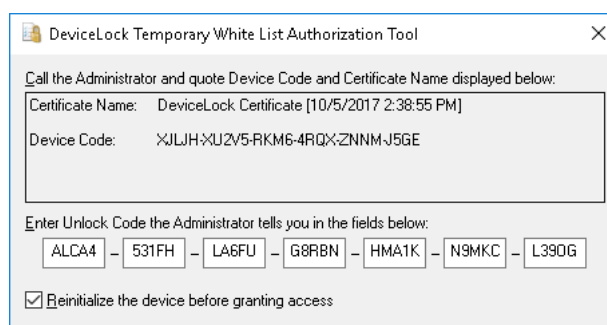 DeviceLock Temporary White List Authorization Tool
Call the Administrator and quote Device Code and Certificate Name displayed below:
Certificate Name: DeviceLock Certificate [10/5/2017 2:38:55 PM]
Device Code: XJLJH-XU2V5-RKM6-4RQX-ZNNM-J5GE
Enter Unlock Code the Administrator tells you in the fields below:
ALCA4 - 531FH - LA6FU - G8RBN - HMA1K - N9MKC - L390G
Reinitialize the device before granting access